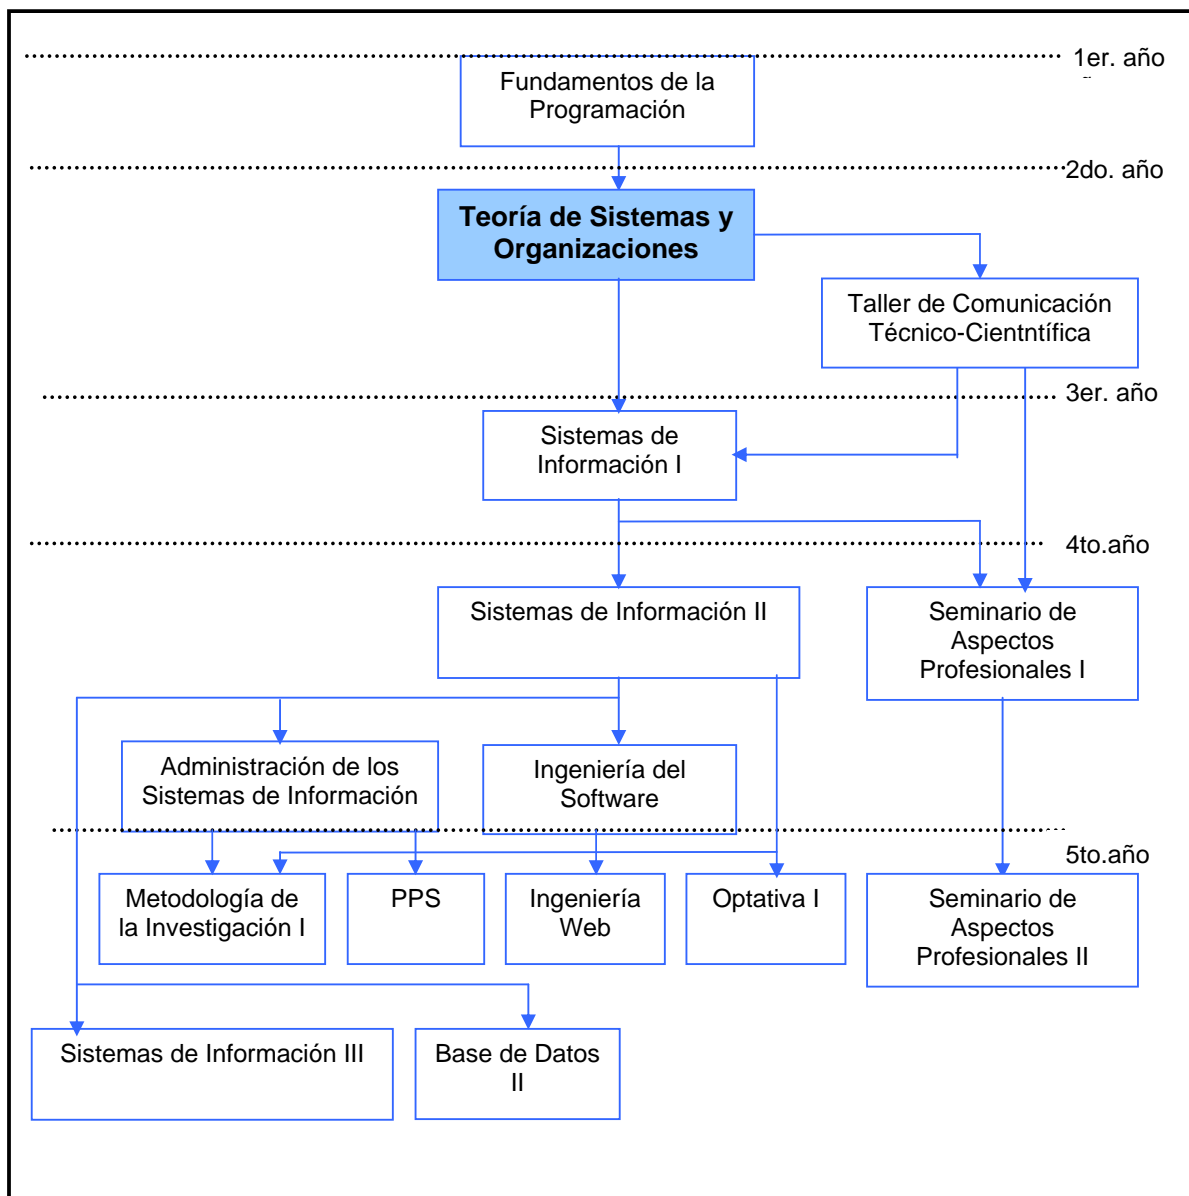 1er. año
Fundamentos de la
Programación
2do. año
Teoría de Sistemas y
Organizaciones
Taller de Comunicación
Técnico-Cientntífica
3er. año
Sistemas de
Información I
4to.año
Sistemas de Información II
Seminario de
Aspectos
Profesionales I
Administración de los
Sistemas de Información
Ingeniería del
Software
5to.año
Metodología de
la Investigación I
PPS
Ingeniería
Web
Optativa I
Seminario de
Aspectos
Profesionales II
Sistemas de Información III
Base de Datos
II